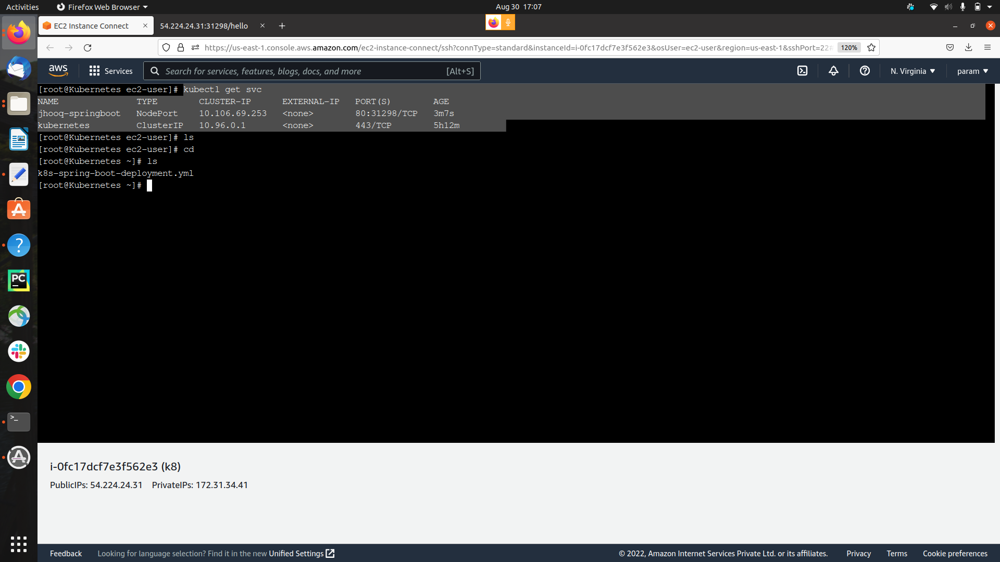 Activities Firefox Web Browser Aug 30 17:07
EC2 Instance Connect 54.224.24.31:31298/hello
https://us-east-1.console.aws.amazon.com/ec2-instance-connect/ssh?connType=standard&instanceId=i-0fc17dcf7e3f562e3&osUser=ec2-user&region=us-east-1&sshPort=22# 120%
aws Services Search for services, features, blogs, docs, and more [Alt+S] N. Virginia param
[root@Kubernetes ec2-user]# kubectl get svc
NAME TYPE CLUSTER-IP EXTERNAL-IP PORT(S) AGE
jhooq-springboot NodePort 10.106.69.253 <none> 80:31298/TCP 3m7s
kubernetes ClusterIP 10.96.0.1 <none> 443/TCP 5h12m
[root@Kubernetes ec2-user]# ls
[root@Kubernetes ec2-user]# cd
[root@Kubernetes ~]# ls
k8s-spring-boot-deployment.yml
[root@Kubernetes ~]#
PC
>_
i-0fc17dcf7e3f562e3 (k8)
PublicIPs: 54.224.24.31 PrivateIPs: 172.31.34.41
Feedback Looking for language selection? Find it in the new Unified Settings © 2022, Amazon Internet Services Private Ltd. or its affiliates. Privacy Terms Cookie preferences